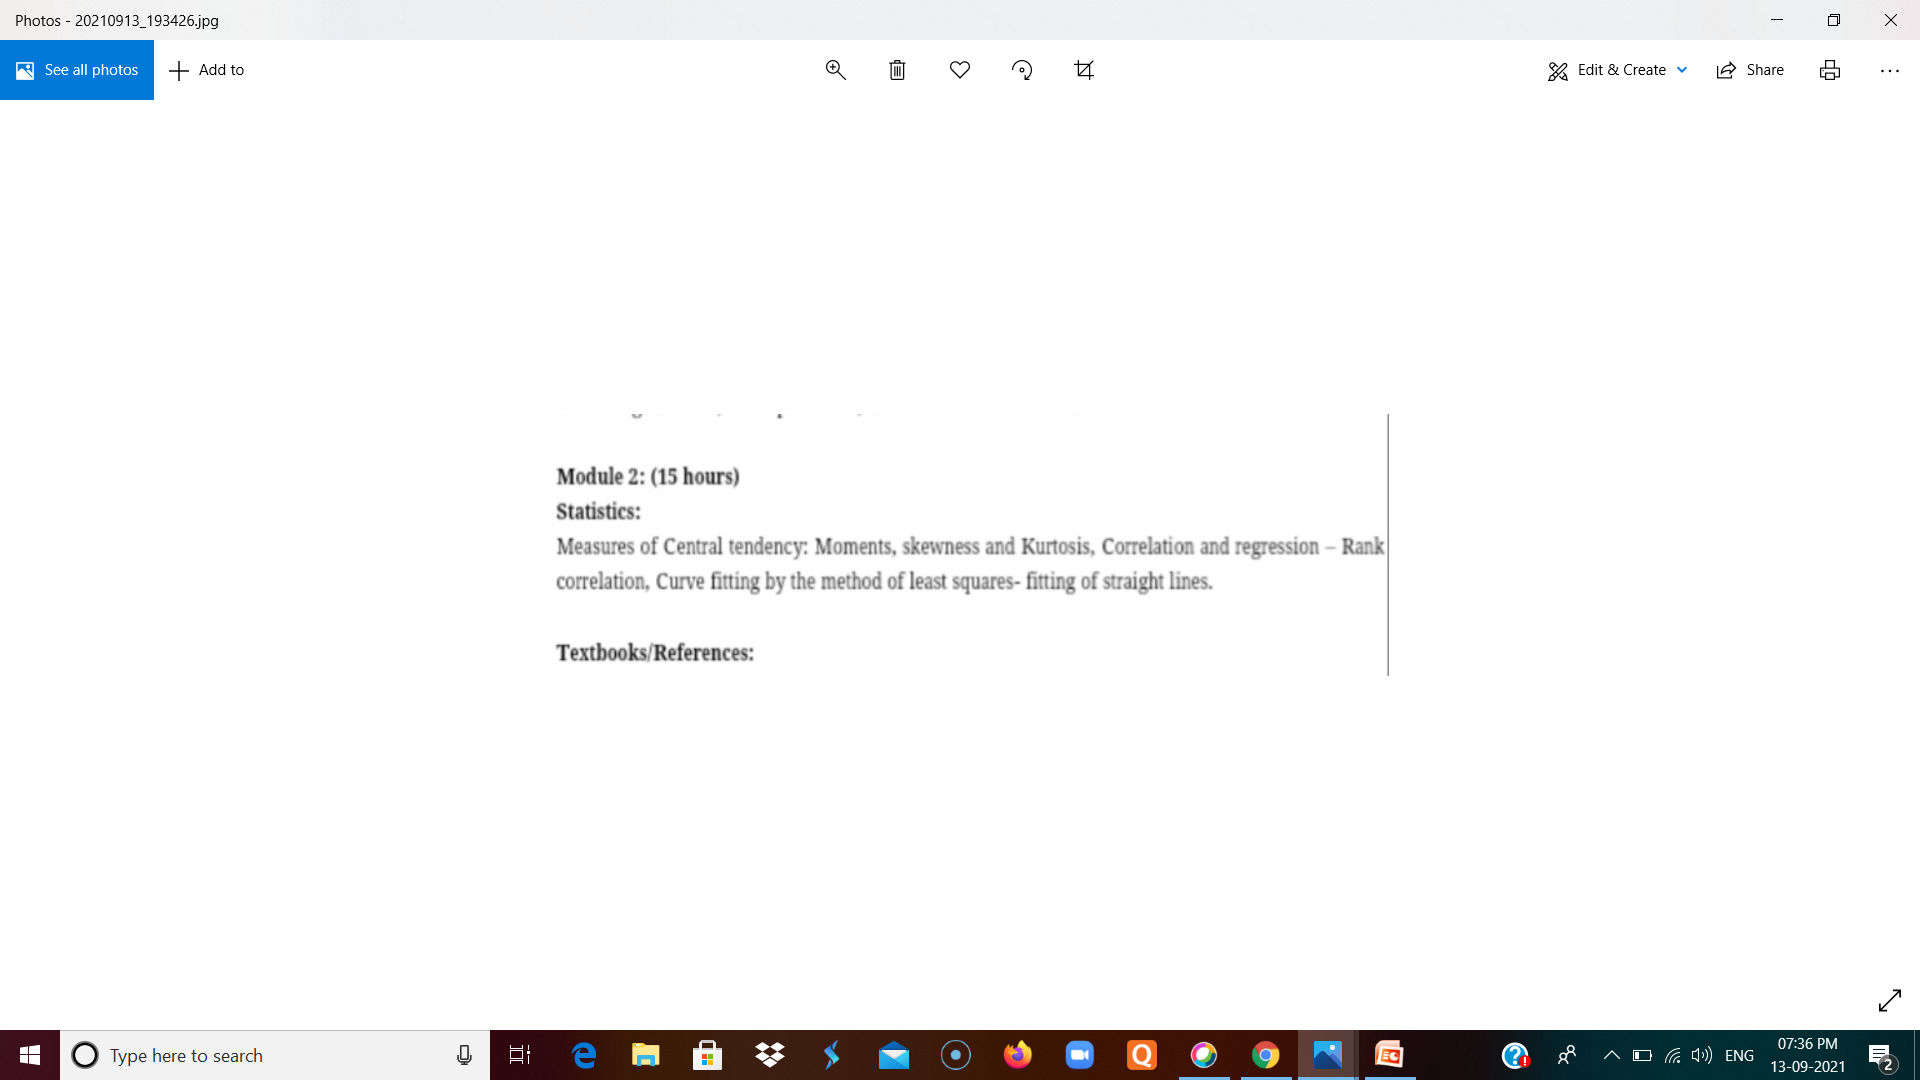 Photos - 20210913_193426.jpg
See all photos
Add to
Edit & Create
Share
Module 2: (15 hours)
Statistics:
Measures of Central tendency: Moments, skewness and Kurtosis, Correlation and regression – Rank
correlation, Curve fitting by the method of least squares- fitting of straight lines.
Textbooks/References:
Type here to search
ENG
07:36 PM
13-09-2021
2